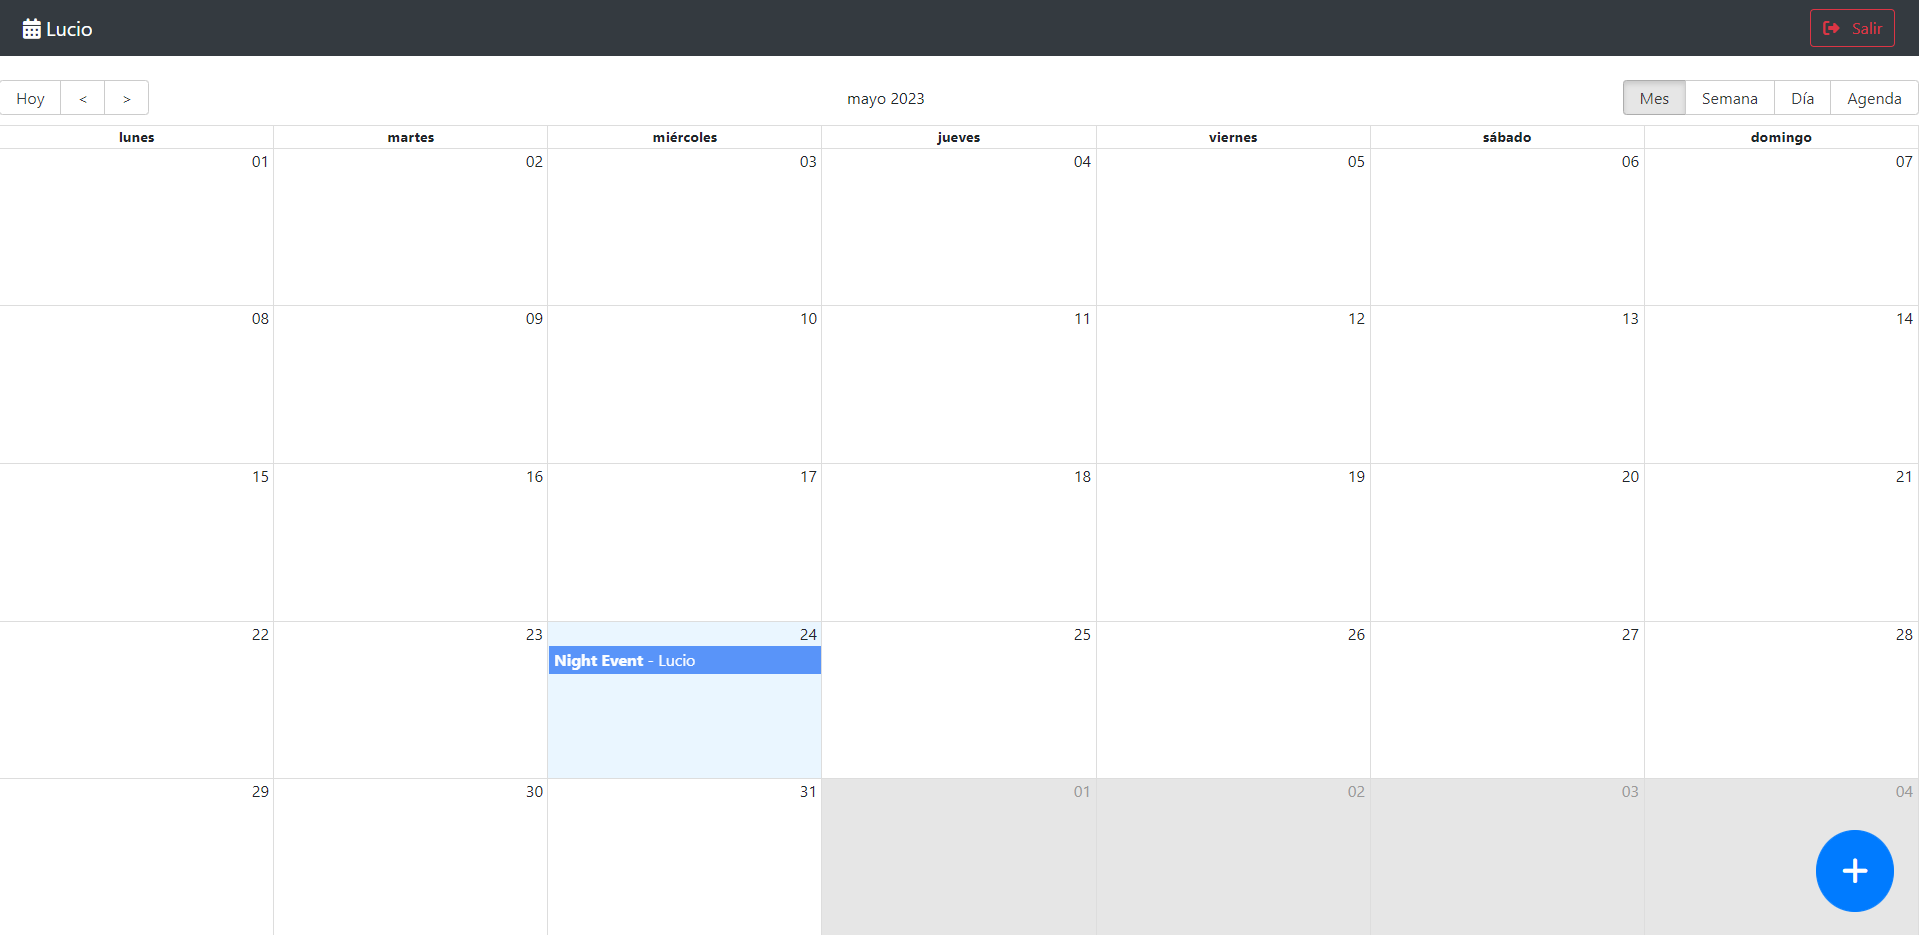 Lucio
Salir
Hoy < > mayo 2023 Mes Semana Día Agenda
lunes martes miércoles jueves viernes sábado domingo
01 02 03 04 05 06 07
08 09 10 11 12 13 14
15 16 17 18 19 20 21
22 23 24 25 26 27 28
Night Event - Lucio
29 30 31 01 02 03 04